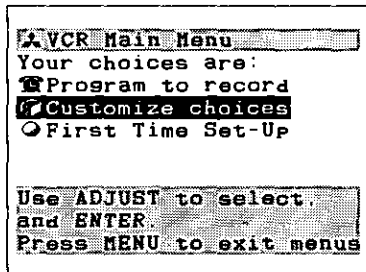 VCR Main Menu
Your choices are:
Program to record
Customize choices
First Time Set-Up
Use ADJUST to select,
and ENTER.
Press MENU to exit menus